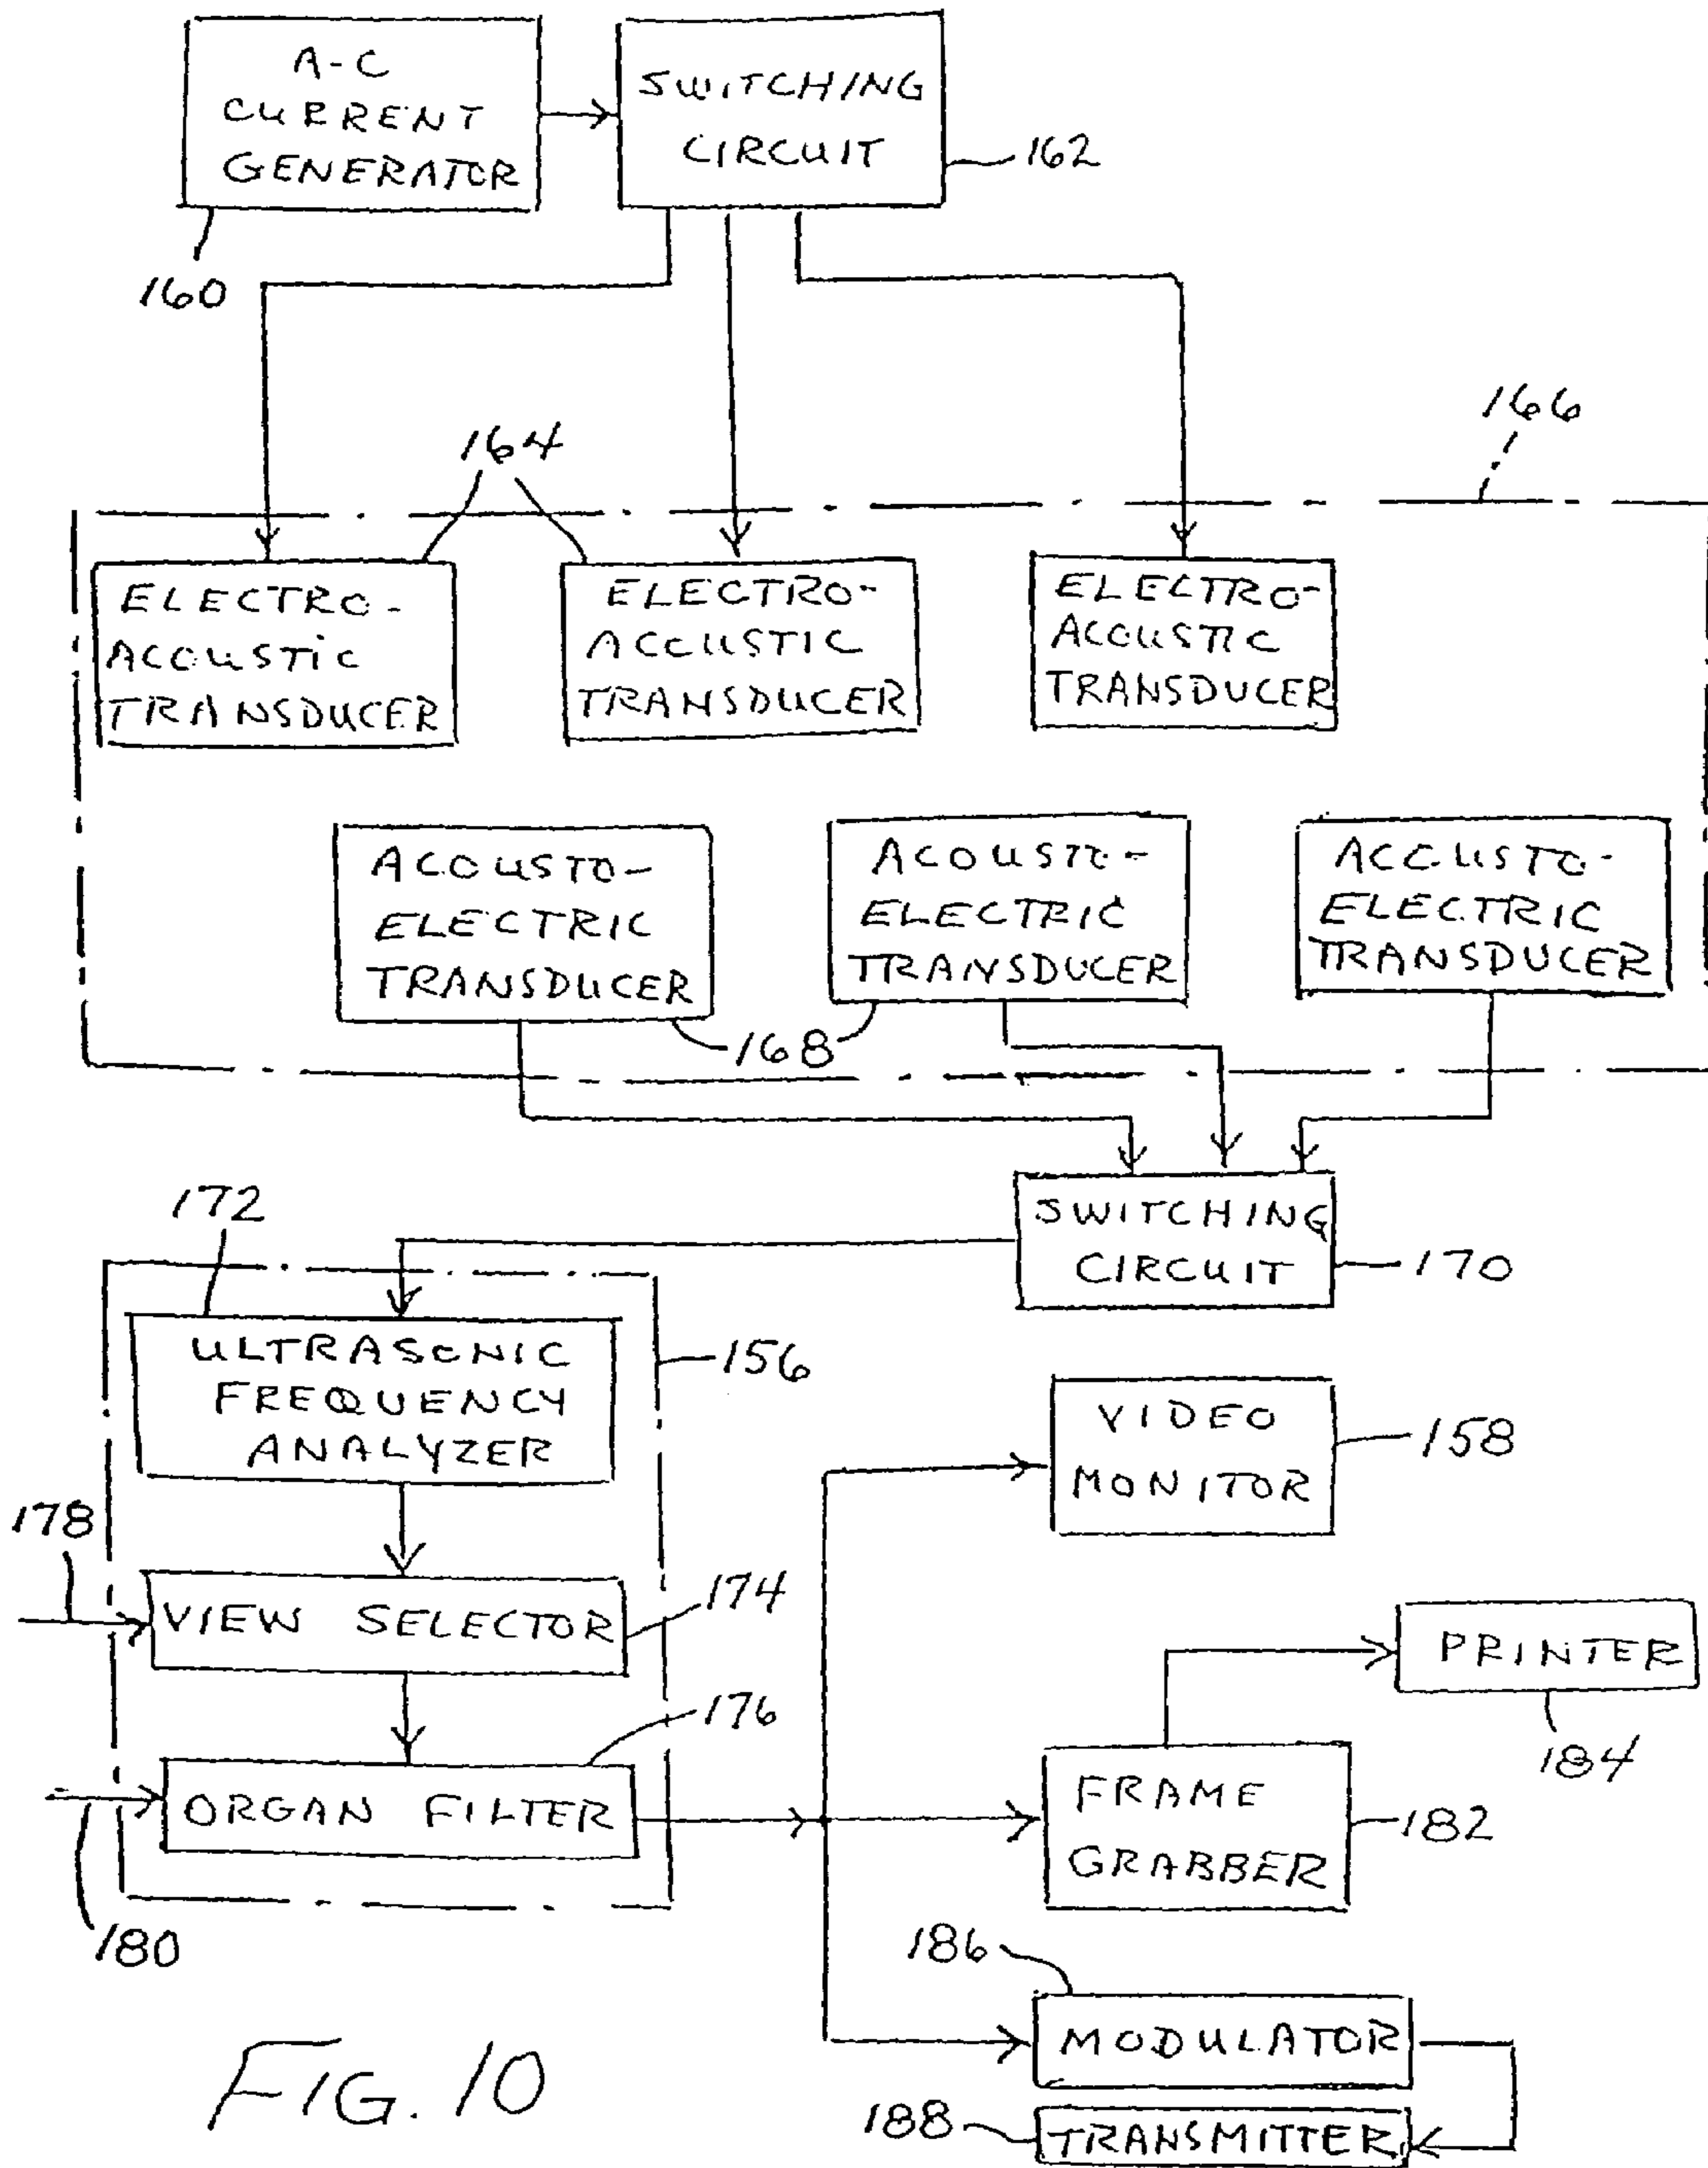 A-C
CURRENT
GENERATOR
160
SWITCHING
CIRCUIT
162
164
166
ELECTRO-
ACOUSTIC
TRANSDUCER
ELECTRO-
ACOUSTIC
TRANSDUCER
ELECTRO-
ACOUSTIC
TRANSDUCER
ACOUSTO-
ELECTRIC
TRANSDUCER
ACOUSTO-
ELECTRIC
TRANSDUCER
ACOUSTO-
ELECTRIC
TRANSDUCER
168
SWITCHING
CIRCUIT
170
172
ULTRASONIC
FREQUENCY
ANALYZER
156
VIDEO
MONITOR
158
178
VIEW SELECTOR
174
PRINTER
184
176
ORGAN FILTER
180
FRAME
GRABBER
182
186
MODULATOR
188
TRANSMITTER
FIG. 10